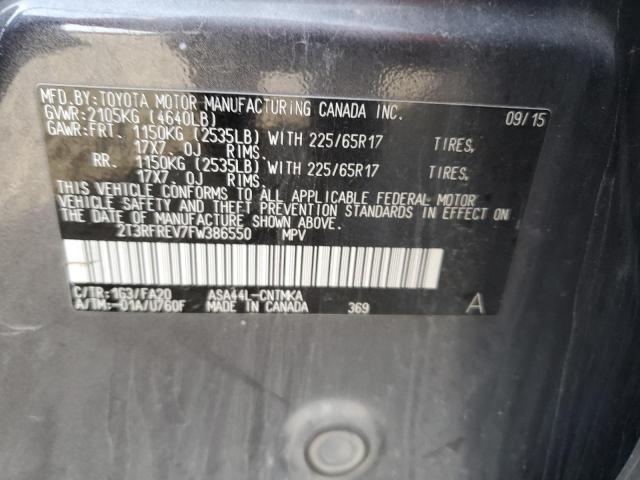 MFD.BY:TOYOTA MOTOR MANUFACTURING CANADA INC.
GVWR:2105KG (4640LB) 09/15
GAWR:FRT. 1150KG (2535LB) WITH 225/65R17 TIRES,
17X7.0J RIMS.
RR. 1150KG (2535LB) WITH 225/65R17 TIRES,
17X7.0J RIMS.
THIS VEHICLE CONFORMS TO ALL APPLICABLE FEDERAL MOTOR
VEHICLE SAFETY AND THEFT PREVENTION STANDARDS IN EFFECT ON
THE DATE OF MANUFACTURE SHOWN ABOVE.
2T3RFREV7FW386550 MPV
C/TR:1G3/FA20 ASA44L-CNTMKA
A/TM:-01A/U760F MADE IN CANADA 369 A